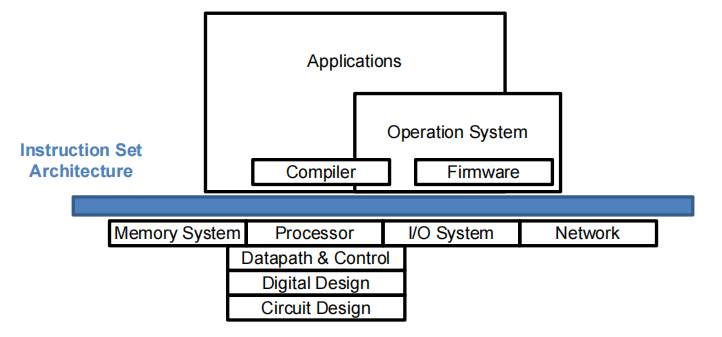 Applications
Operation System
Instruction Set
Architecture
Compiler
Firmware
Memory System
Processor
I/O System
Network
Datapath & Control
Digital Design
Circuit Design